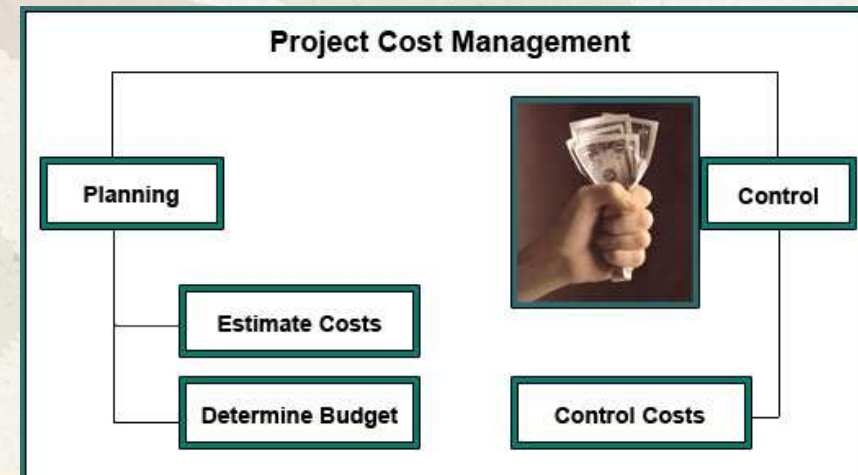 Project Cost Management
Planning
Control
Estimate Costs
Determine Budget
Control Costs